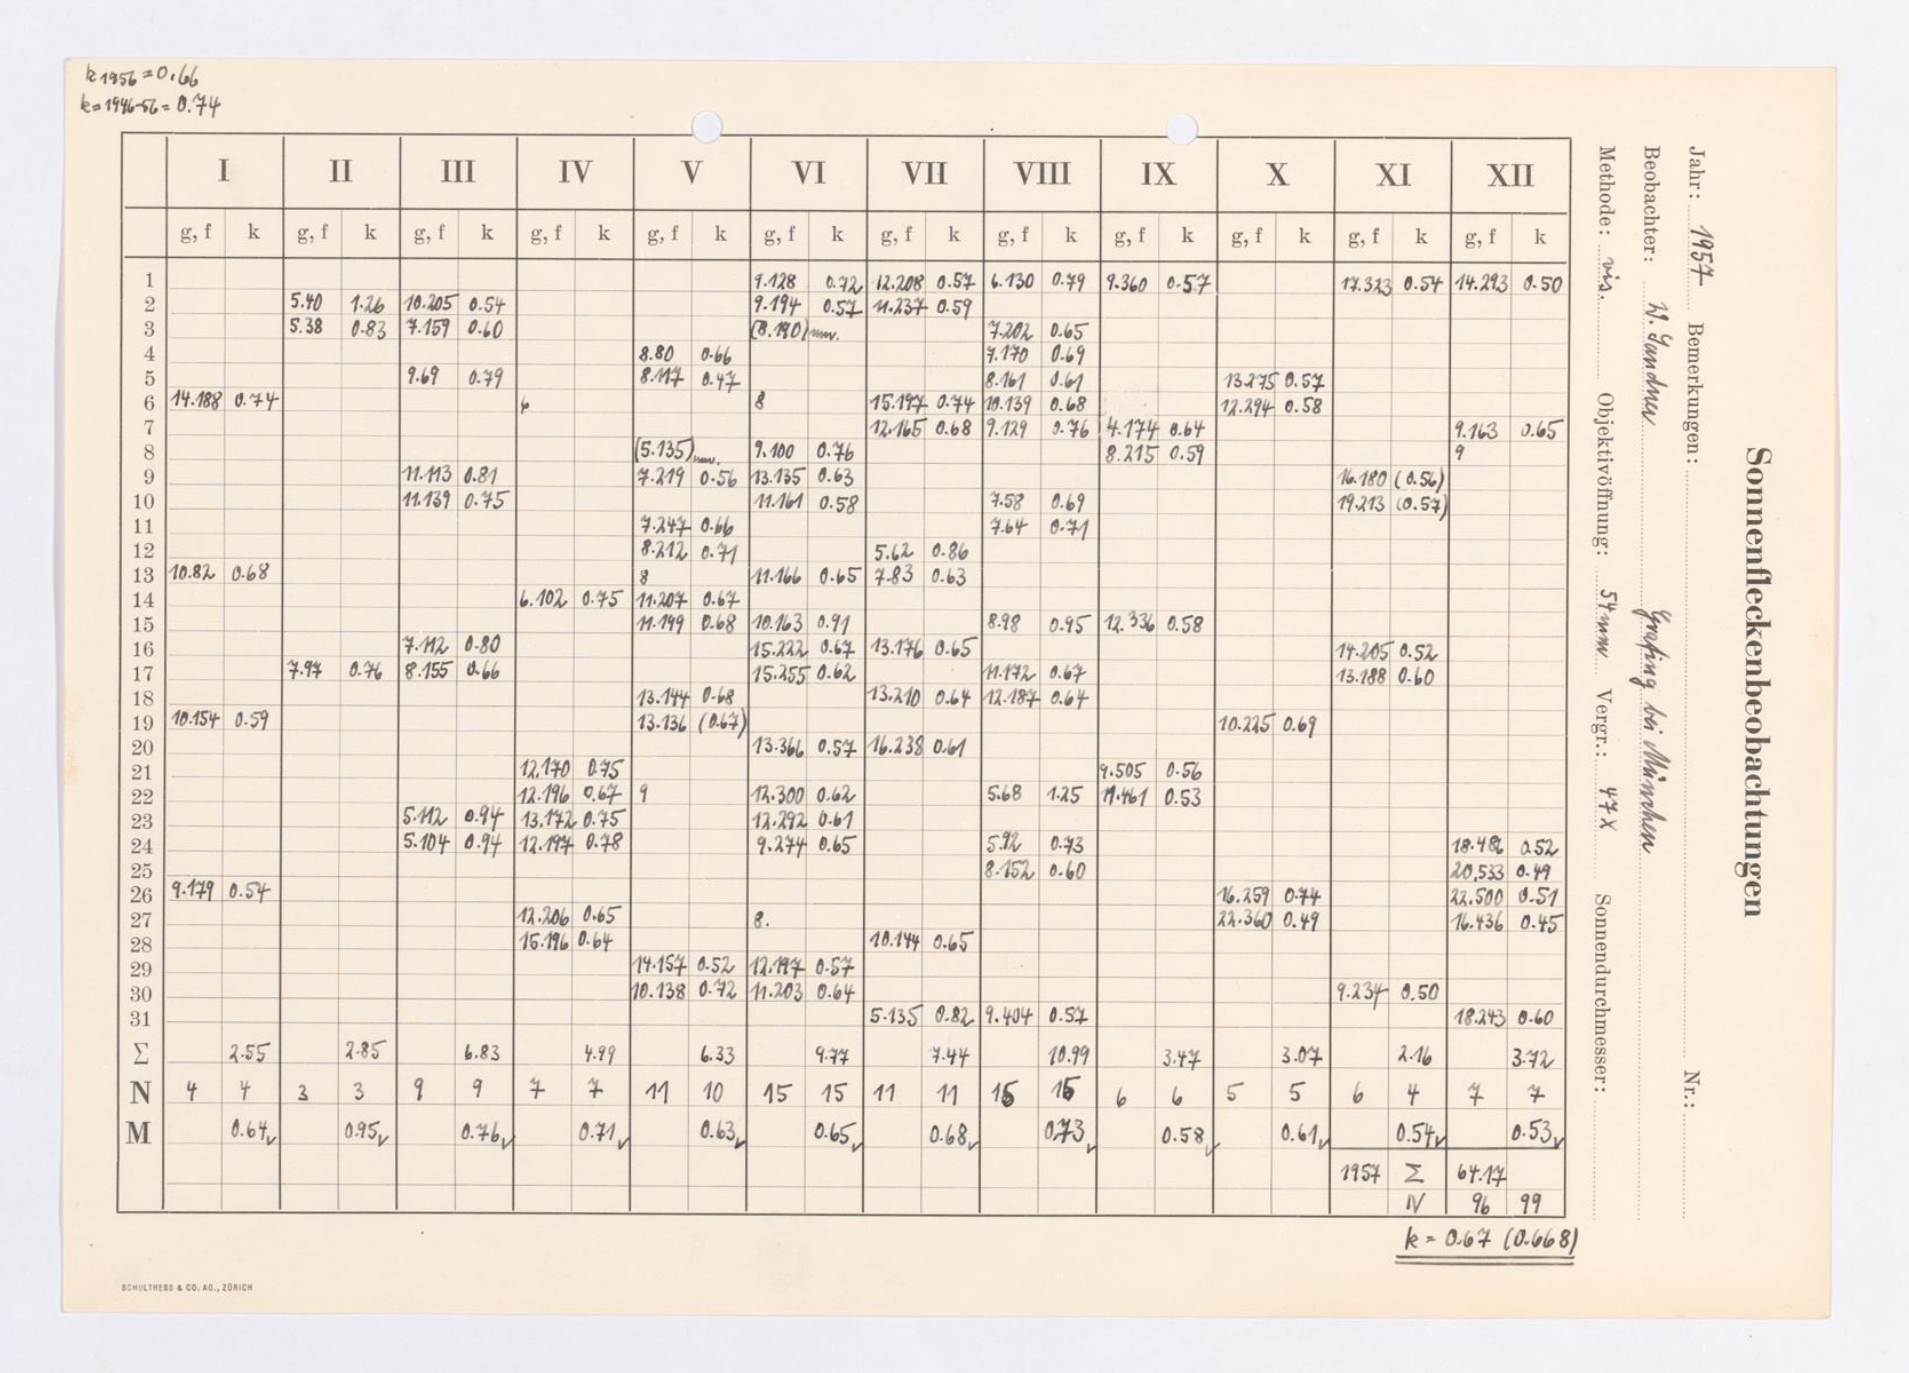 k 1956 = 0.66
k = 1946-56 = 0.74
I II III IV V VI VII VIII IX X XI XII
g, f k g, f k g, f k g, f k g, f k g, f k g, f k g, f k g, f k g, f k g, f k g, f k
1 9.128 0.72 12.208 0.57 6.130 0.79 9.360 0.57 17.323 0.54 14.293 0.50
2 5.40 1.26 10.205 0.54 9.194 0.57 11.237 0.59
3 5.38 0.83 7.159 0.60 (8.180) 7.202 0.65
4 8.80 0.66 7.170 0.69
5 9.69 0.79 8.117 0.47 8.161 0.61 13.275 0.57
6 14.188 0.74 6 8 15.197 0.74 10.139 0.68 12.294 0.58
7 12.165 0.68 9.129 0.76 4.174 0.64 9.163 0.65
8 (5.135) 9.100 0.76 8.215 0.59 9
9 11.113 0.81 7.219 0.56 13.135 0.63 16.180 (0.56)
10 11.139 0.75 11.161 0.58 7.58 0.69 19.213 (0.57)
11 7.247 0.66 7.64 0.71
12 8.212 0.71 5.62 0.86
13 10.82 0.68 8 11.166 0.65 7.83 0.63
14 6.102 0.75 11.207 0.67
15 11.199 0.68 10.163 0.91 8.98 0.95 12.336 0.58
16 7.112 0.80 15.222 0.67 13.176 0.65 14.205 0.52
17 7.97 0.76 8.155 0.66 15.255 0.62 11.172 0.67 13.188 0.60
18 13.144 0.68 13.210 0.64 12.187 0.64
19 10.154 0.59 13.136 (0.67) 10.225 0.69
20 13.366 0.57 16.238 0.61
21 12.170 0.75 9.505 0.56
22 12.196 0.67 9 12.300 0.62 5.68 1.25 11.461 0.53
23 5.112 0.94 13.172 0.75 12.292 0.61
24 5.104 0.94 12.197 0.78 9.274 0.65 5.92 0.73 18.482 0.52
25 8.152 0.60 20.533 0.49
26 9.179 0.54 16.259 0.74 22.500 0.51
27 12.206 0.65 8. 22.360 0.49 16.436 0.45
28 15.196 0.64 10.144 0.65
29 14.157 0.52 12.197 0.57
30 10.138 0.72 11.203 0.64 9.234 0.50
31 5.135 0.82 9.404 0.57 18.243 0.60
Σ 2.55 2.85 6.83 4.99 6.33 9.77 7.44 10.99 3.47 3.07 2.16 3.72
N 4 4 3 3 9 9 7 7 11 10 15 15 11 11 15 15 6 6 5 5 6 4 7 7
M 0.64 0.95 0.76 0.71 0.63 0.65 0.68 0.73 0.58 0.61 0.54 0.53
1957 Σ 64.17
N 96 99
k = 0.67 (0.668)
SCHULTHESS & CO. AG., ZÜRICH
Sonnenfleckenbeobachtungen
Jahr: 1957 Bemerkungen: Nr.:
Beobachter: W. Sandner Grafing bei München
Methode: vis. Objektivöffnung: 54 mm Vergr.: 47 x Sonnendurchmesser: